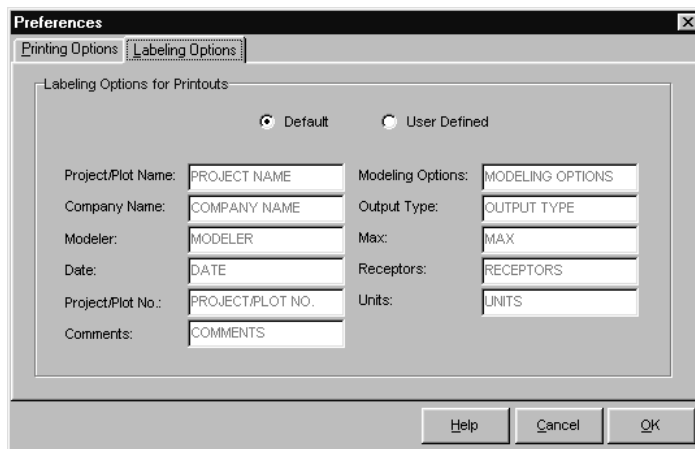 Preferences
Printing Options Labeling Options
Labeling Options for Printouts
Default User Defined
Project/Plot Name: PROJECT NAME Modeling Options: MODELING OPTIONS
Company Name: COMPANY NAME Output Type: OUTPUT TYPE
Modeler: MODELER Max: MAX
Date: DATE Receptors: RECEPTORS
Project/Plot No.: PROJECT/PLOT NO. Units: UNITS
Comments: COMMENTS
Help Cancel OK